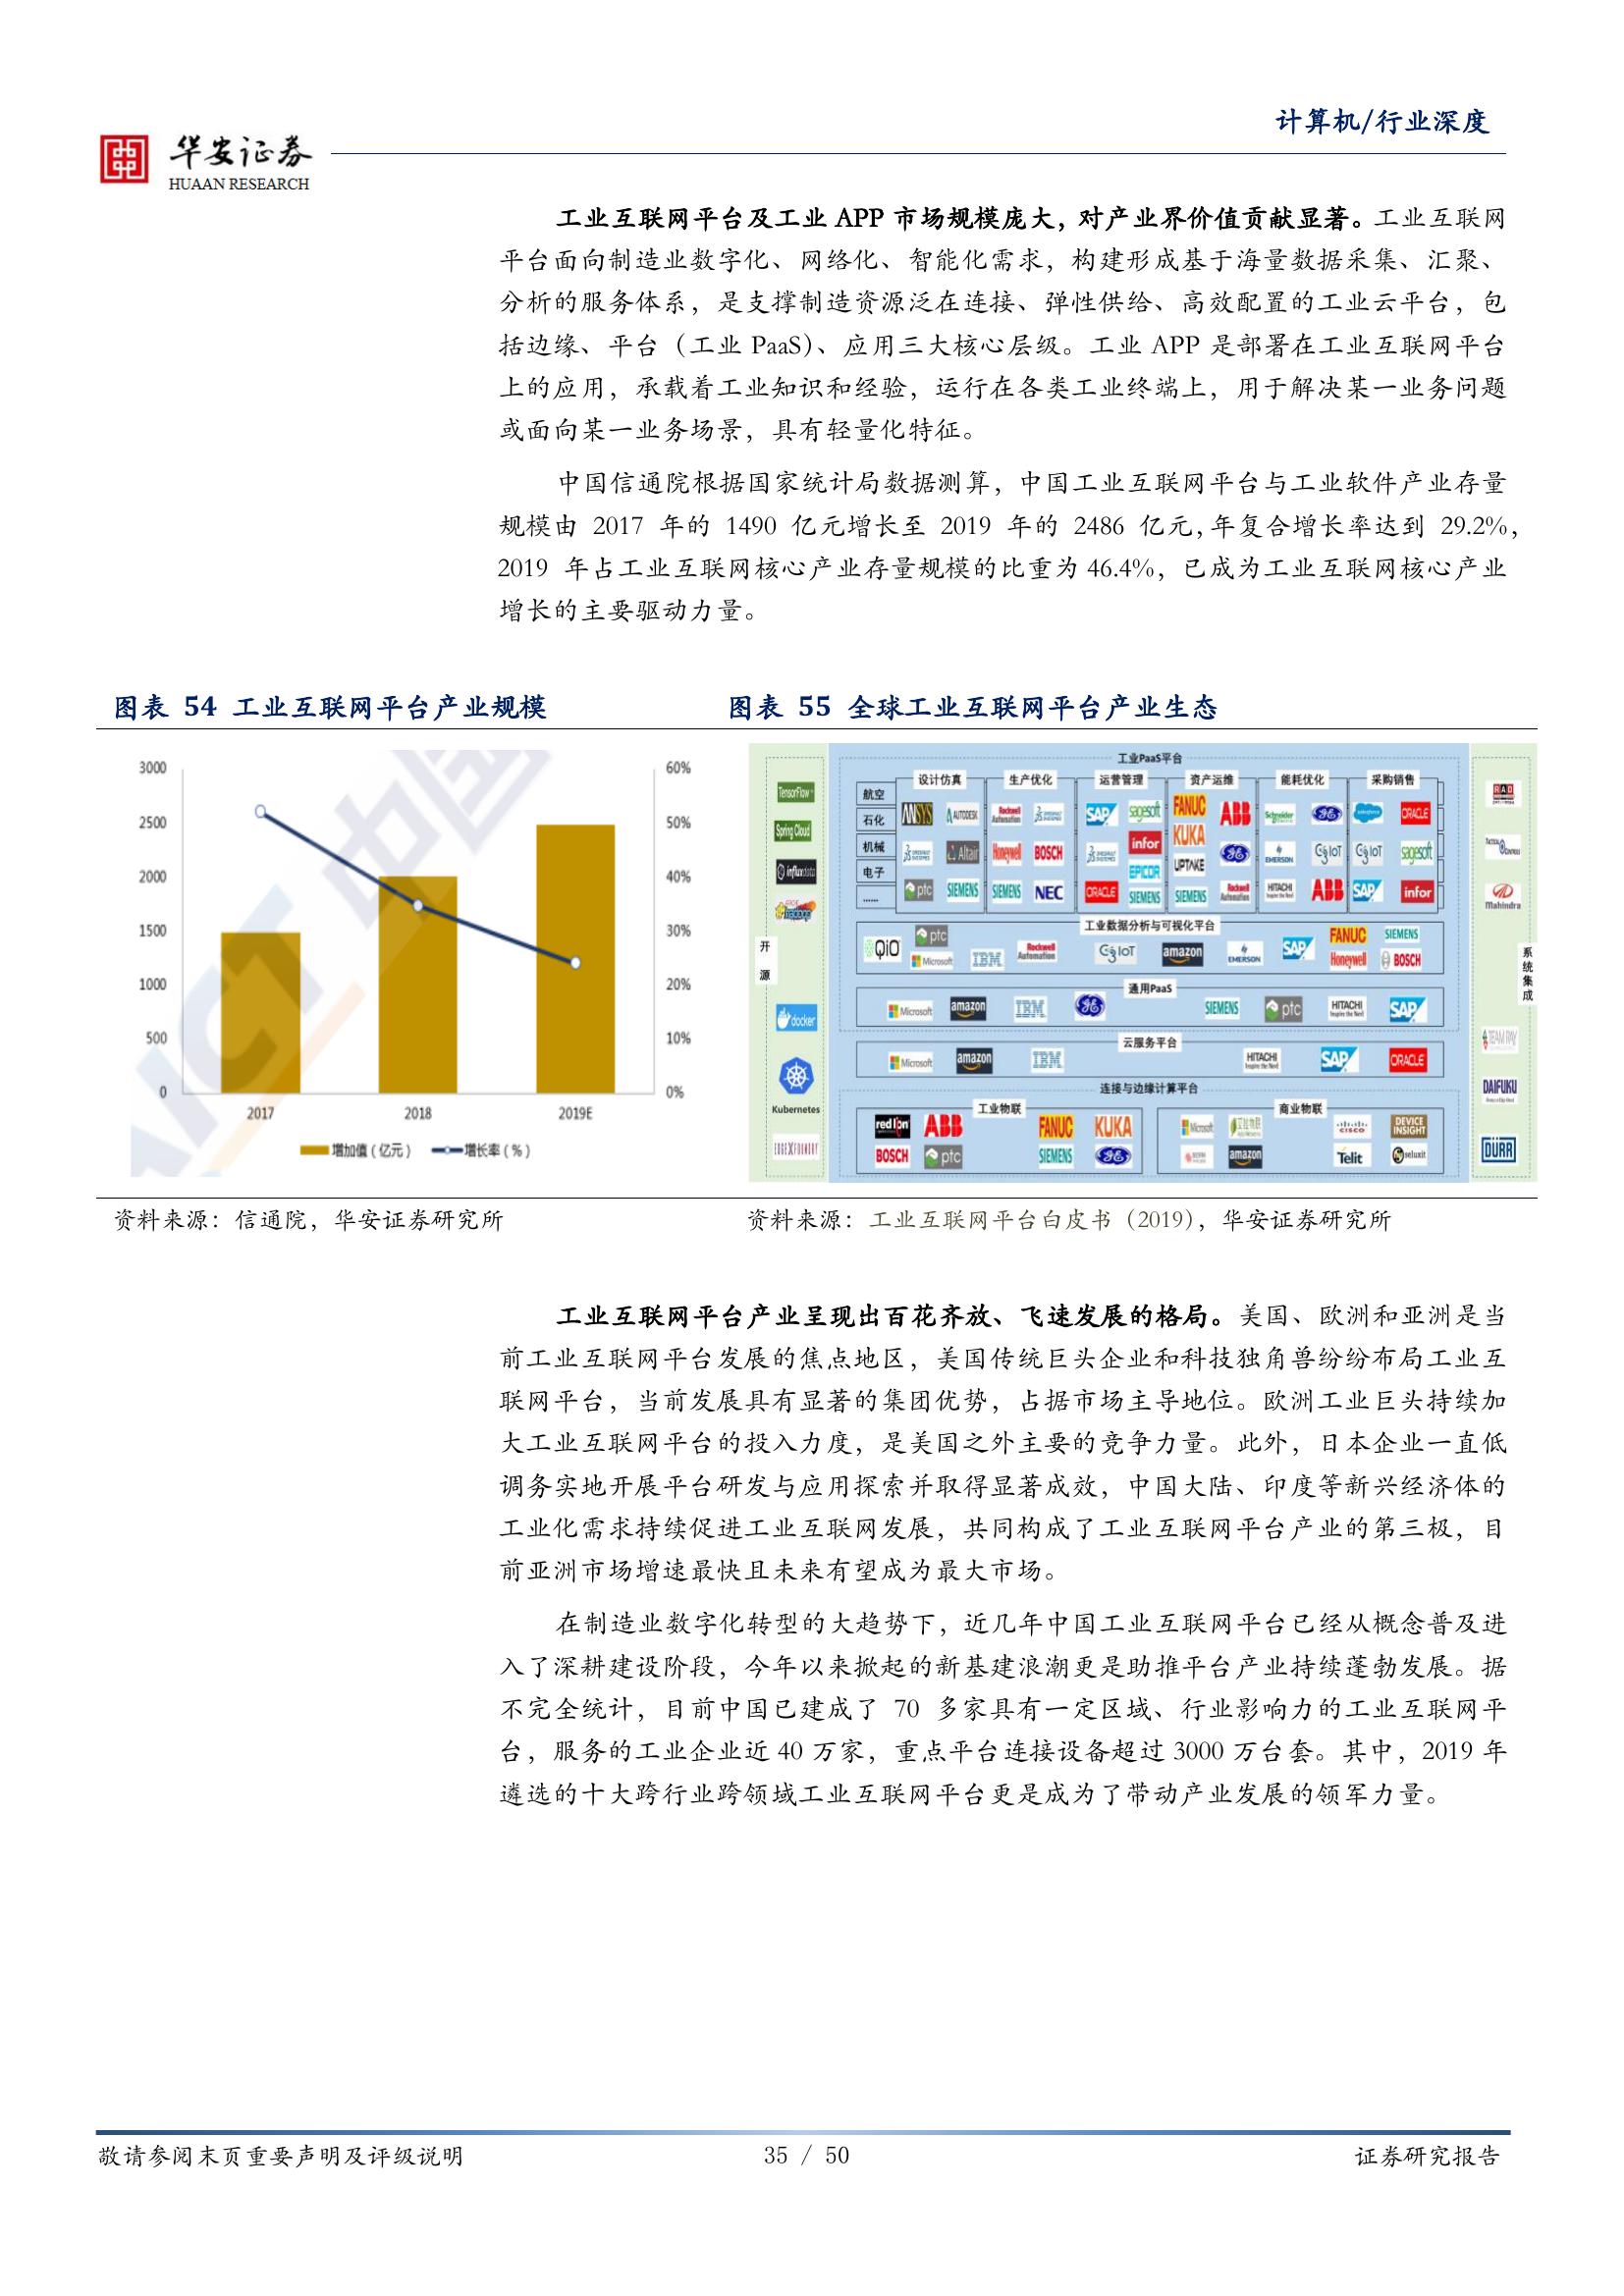 计算机/行业深度
华安证券
HUAAN RESEARCH
工业互联网平台及工业 APP 市场规模庞大，对产业界价值贡献显著。工业互联网
平台面向制造业数字化、网络化、智能化需求，构建形成基于海量数据采集、汇聚、
分析的服务体系，是支撑制造资源泛在连接、弹性供给、高效配置的工业云平台，包
括边缘、平台（工业 PaaS）、应用三大核心层级。工业 APP 是部署在工业互联网平台
上的应用，承载着工业知识和经验，运行在各类工业终端上，用于解决某一业务问题
或面向某一业务场景，具有轻量化特征。
中国信通院根据国家统计局数据测算，中国工业互联网平台与工业软件产业存量
规模由 2017 年的 1490 亿元增长至 2019 年的 2486 亿元,年复合增长率达到 29.2%,
2019 年占工业互联网核心产业存量规模的比重为 46.4%，已成为工业互联网核心产业
增长的主要驱动力量。
图表 54 工业互联网平台产业规模
3000
2500
2000
1500
1000
500
0
60%
50%
40%
30%
20%
10%
0%
2017 2018 2019E
增加值（亿元） 增长率（%）
资料来源：信通院，华安证券研究所
图表 55 全球工业互联网平台产业生态
开源
TensorFlow
Spring Cloud
influxdata
docker
Kubernetes
EDGE X FOUNDRY
工业PaaS平台
设计仿真 生产优化 运营管理 资产运维 能耗优化 采购销售
航空
石化
机械
电子
......
ANSYS AUTODESK Rockwell Automation SAP sagesoft FANUC ABB Schneider GE ORACLE
Altair Honeywell BOSCH infor KUKA GE EMERSON C3 IoT C3 IoT sagesoft
EPICOR UPTAKE
ptc SIEMENS SIEMENS NEC ORACLE SIEMENS SIEMENS Rockwell Automation HITACHI ABB SAP infor
工业数据分析与可视化平台
QiO ptc Microsoft IBM Rockwell Automation C3 IoT amazon EMERSON SAP FANUC Honeywell SIEMENS BOSCH
通用PaaS
Microsoft amazon IBM GE SIEMENS ptc HITACHI SAP
云服务平台
Microsoft amazon IBM HITACHI SAP ORACLE
连接与边缘计算平台
工业物联
red lion ABB FANUC KUKA
BOSCH ptc SIEMENS GE
商业物联
Microsoft CISCO DEVICE INSIGHT
amazon Telit seluxit
系统集成
RAD
Mahindra
DAIFUKU
DÜRR
资料来源：工业互联网平台白皮书（2019），华安证券研究所
工业互联网平台产业呈现出百花齐放、飞速发展的格局。美国、欧洲和亚洲是当
前工业互联网平台发展的焦点地区，美国传统巨头企业和科技独角兽纷纷布局工业互
联网平台，当前发展具有显著的集团优势，占据市场主导地位。欧洲工业巨头持续加
大工业互联网平台的投入力度，是美国之外主要的竞争力量。此外，日本企业一直低
调务实地开展平台研发与应用探索并取得显著成效，中国大陆、印度等新兴经济体的
工业化需求持续促进工业互联网发展，共同构成了工业互联网平台产业的第三极，目
前亚洲市场增速最快且未来有望成为最大市场。
在制造业数字化转型的大趋势下，近几年中国工业互联网平台已经从概念普及进
入了深耕建设阶段，今年以来掀起的新基建浪潮更是助推平台产业持续蓬勃发展。据
不完全统计，目前中国已建成了 70 多家具有一定区域、行业影响力的工业互联网平
台，服务的工业企业近 40 万家，重点平台连接设备超过 3000 万台套。其中，2019 年
遴选的十大跨行业跨领域工业互联网平台更是成为了带动产业发展的领军力量。
敬请参阅末页重要声明及评级说明
35 / 50
证券研究报告